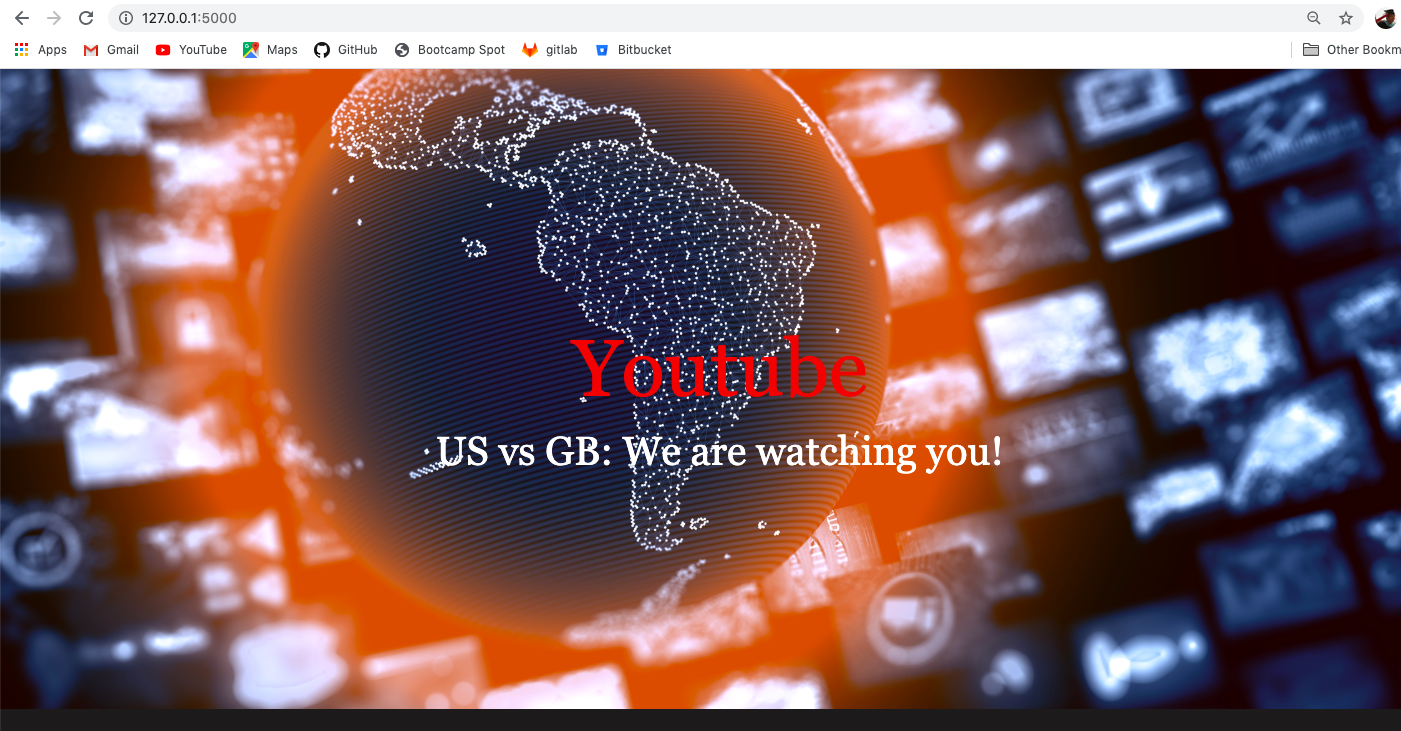 127.0.0.1:5000
Apps Gmail YouTube Maps GitHub Bootcamp Spot gitlab Bitbucket Other Bookm
Youtube
US vs GB: We are watching you!